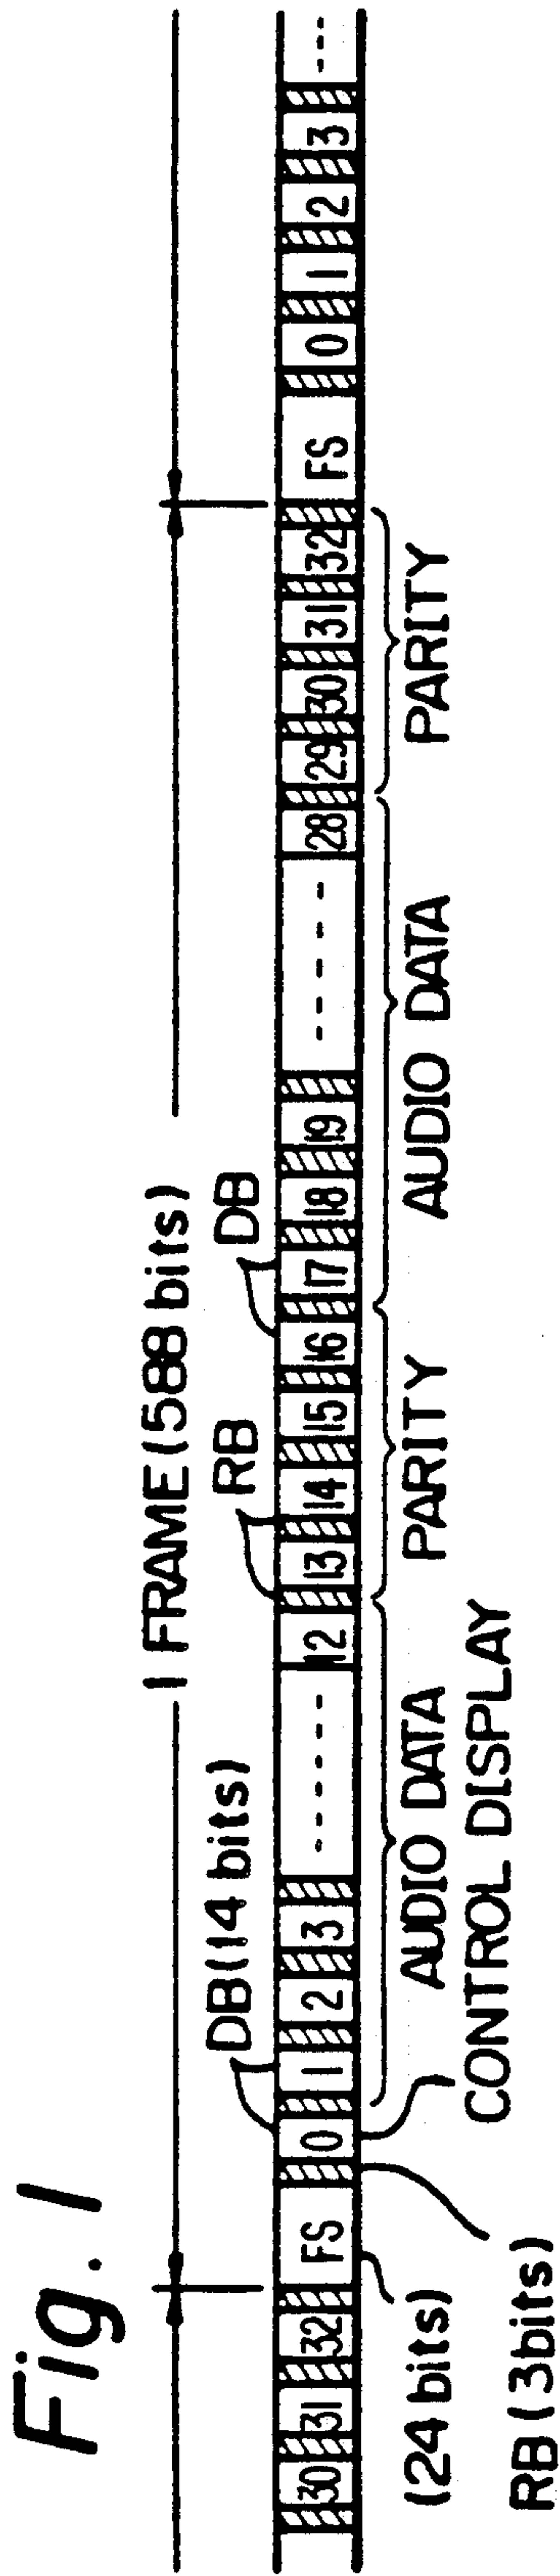 Fig. 1
1 FRAME (588 bits)
DB (14 bits) RB DB
30 31 32 FS 0 1 2 3 ------ 12 13 14 15 16 17 18 19 ------ 28 29 30 31 32 FS 0 1 2 3 ---
(24 bits) AUDIO DATA PARITY AUDIO DATA PARITY
RB (3bits) CONTROL DISPLAY